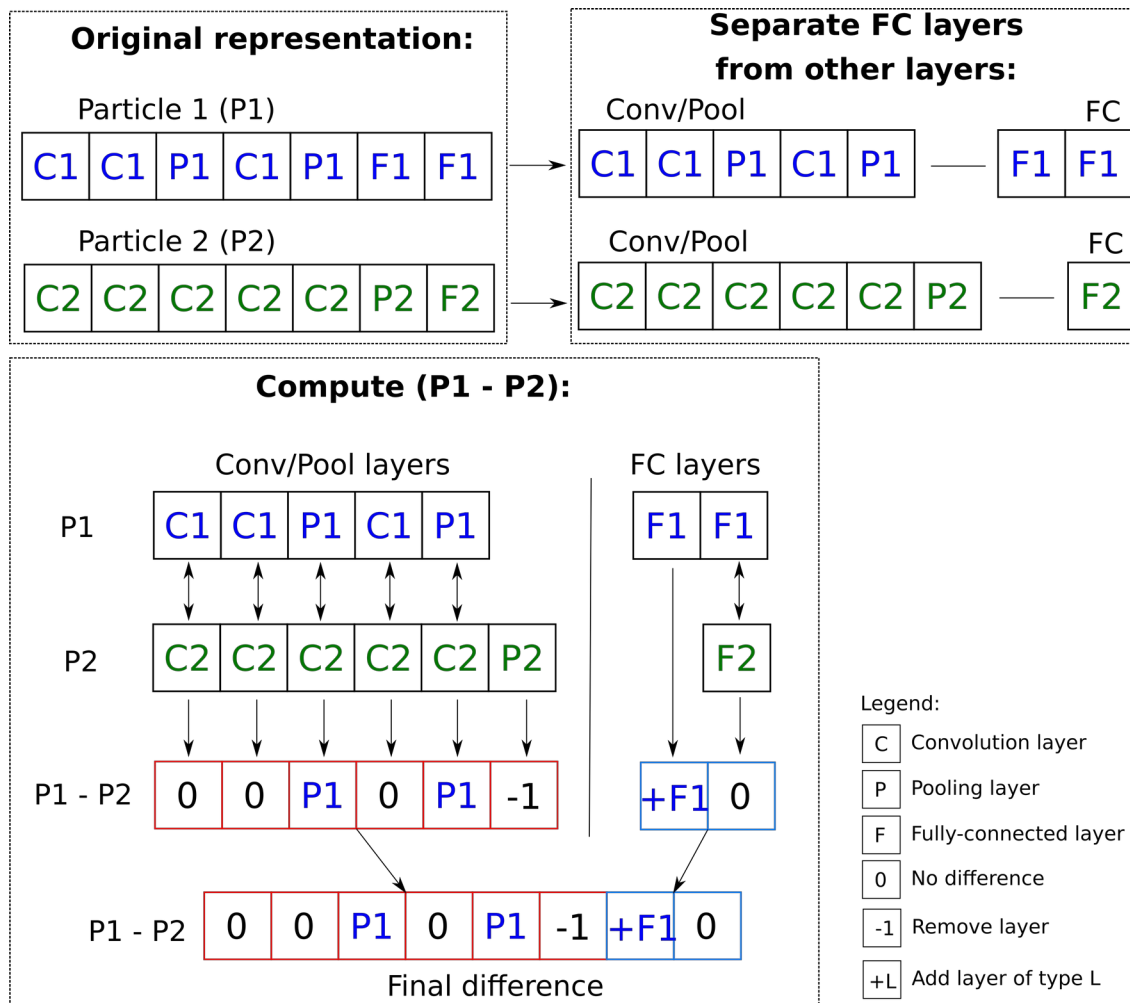 Original representation:
Particle 1 (P1)
C1 C1 P1 C1 P1 F1 F1
Particle 2 (P2)
C2 C2 C2 C2 C2 P2 F2
Separate FC layers
from other layers:
Conv/Pool FC
C1 C1 P1 C1 P1 F1 F1
Conv/Pool FC
C2 C2 C2 C2 C2 P2 F2
Compute (P1 - P2):
Conv/Pool layers FC layers
P1 C1 C1 P1 C1 P1 F1 F1
P2 C2 C2 C2 C2 C2 P2 F2
P1 - P2 0 0 P1 0 P1 -1 +F1 0
P1 - P2 0 0 P1 0 P1 -1 +F1 0
Final difference
Legend:
C Convolution layer
P Pooling layer
F Fully-connected layer
0 No difference
-1 Remove layer
+L Add layer of type L